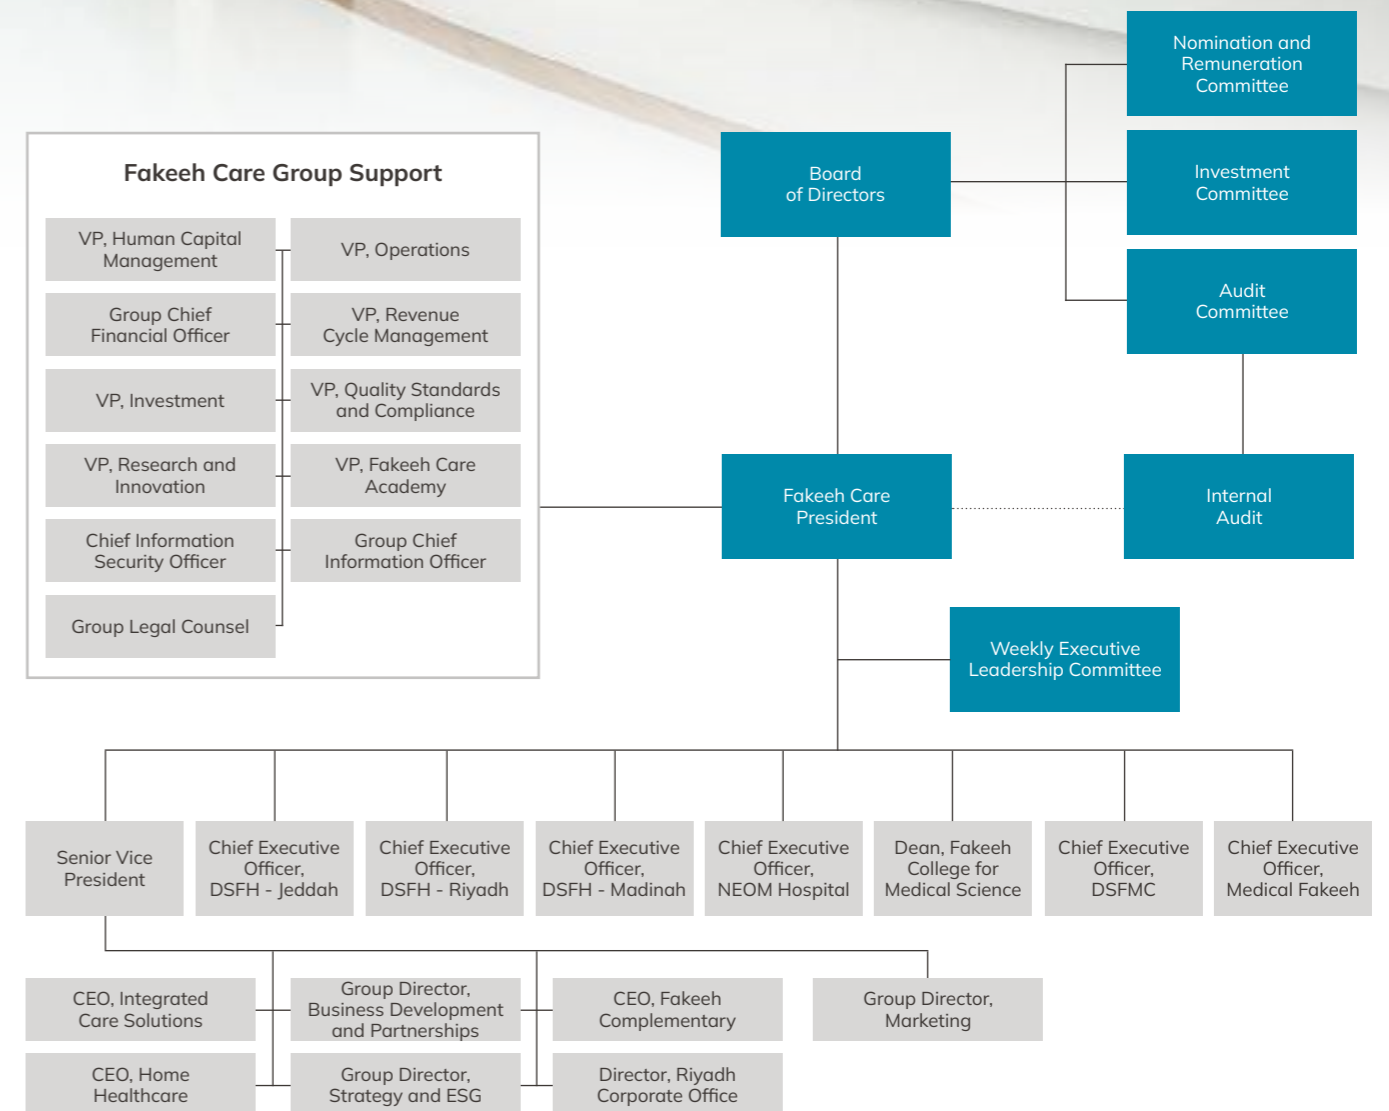 Nomination and
Remuneration
Committee
Board
of Directors
Investment
Committee
Audit
Committee
Fakeeh Care Group Support
VP, Human Capital
Management
VP, Operations
Group Chief
Financial Officer
VP, Revenue
Cycle Management
VP, Investment
VP, Quality Standards
and Compliance
VP, Research and
Innovation
VP, Fakeeh Care
Academy
Chief Information
Security Officer
Group Chief
Information Officer
Group Legal Counsel
Fakeeh Care
President
Internal
Audit
Weekly Executive
Leadership Committee
Senior Vice
President
Chief Executive
Officer,
DSFH - Jeddah
Chief Executive
Officer,
DSFH - Riyadh
Chief Executive
Officer,
DSFH - Madinah
Chief Executive
Officer,
NEOM Hospital
Dean, Fakeeh
College for
Medical Science
Chief Executive
Officer,
DSFMC
Chief Executive
Officer,
Medical Fakeeh
CEO, Integrated
Care Solutions
Group Director,
Business Development
and Partnerships
CEO, Fakeeh
Complementary
Group Director,
Marketing
CEO, Home
Healthcare
Group Director,
Strategy and ESG
Director, Riyadh
Corporate Office